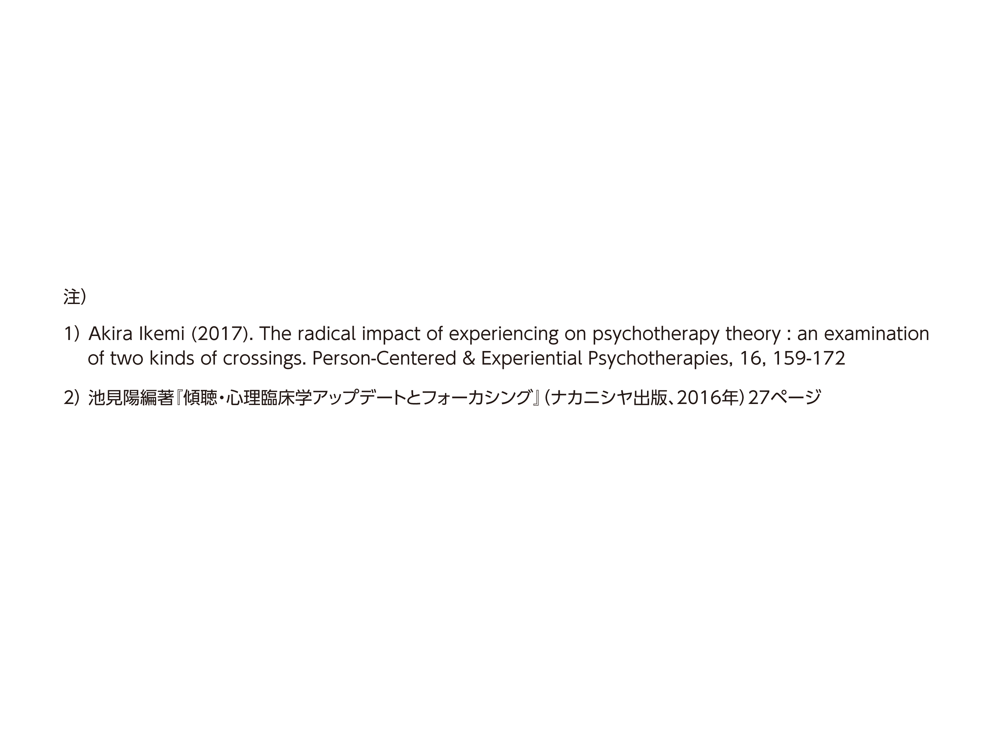 注）
1） Akira Ikemi (2017). The radical impact of experiencing on psychotherapy theory : an examination
of two kinds of crossings. Person-Centered & Experiential Psychotherapies, 16, 159-172
2） 池見陽編著『傾聴・心理臨床学アップデートとフォーカシング』（ナカニシヤ出版、2016年）27ページ